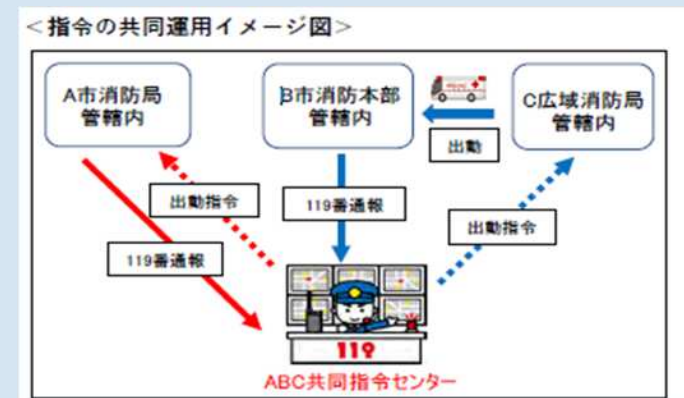 ＜指令の共同運用イメージ図＞
A市消防局
管轄内
B市消防本部
管轄内
C広域消防局
管轄内
出動
出動指令
119番通報
出動指令
119番通報
119
ABC共同指令センター